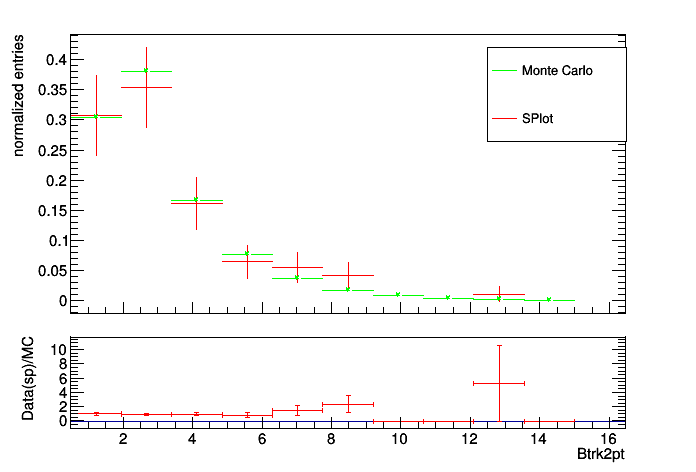 normalized entries
0.4
0.35
0.3
0.25
0.2
0.15
0.1
0.05
0
Monte Carlo
SPlot
Data(sp)/MC
10
8
6
4
2
0
2 4 6 8 10 12 14 16
Btrk2pt